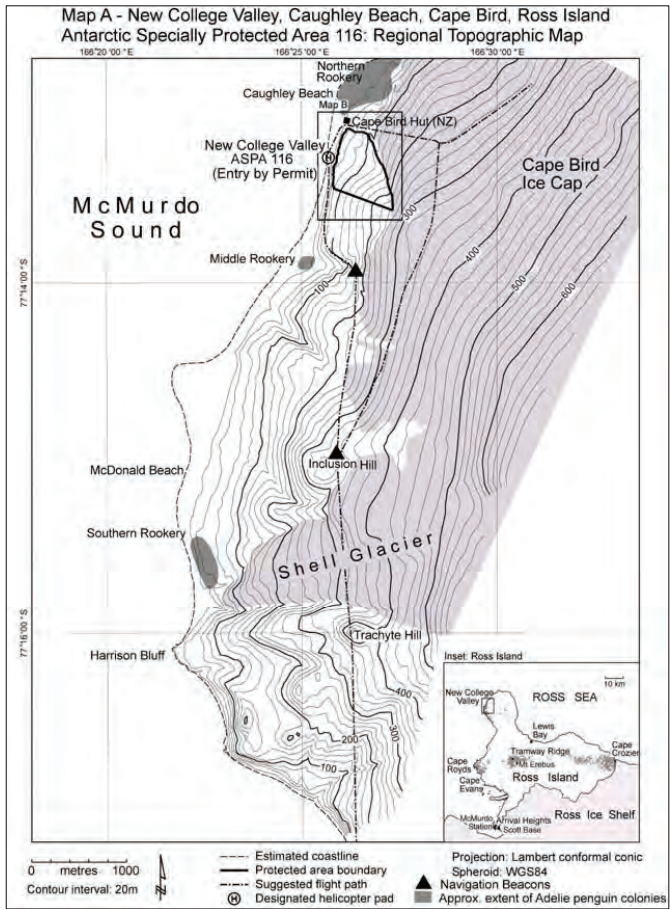 Map A - New College Valley, Caughley Beach, Cape Bird, Ross Island
Antarctic Specially Protected Area 116: Regional Topographic Map
166°20'00"E
166°25'00"E
166°30'00"E
Northern
Rookery
Caughley Beach
Map B
Cape Bird Hut (NZ)
New College Valley
ASPA 116
(Entry by Permit)
H
Cape Bird
Ice Cap
McMurdo
Sound
300
400
500
600
Middle Rookery
77°14'00"S
100
Inclusion Hill
McDonald Beach
Southern Rookery
Shell Glacier
77°16'00"S
Trachyte Hill
Harrison Bluff
400
300
200
100
Inset: Ross Island
10 km
New College
Valley
ROSS SEA
Lewis
Bay
Tramway Ridge
Mt Erebus
Cape
Crozier
Cape
Royds
Ross Island
Cape
Evans
Arrival Heights
McMurdo
Station
Scott Base
Ross Ice Shelf
0 metres 1000
Contour interval: 20m
N
Estimated coastline
Protected area boundary
Suggested flight path
H Designated helicopter pad
Projection: Lambert conformal conic
Spheroid: WGS84
Navigation Beacons
Approx. extent of Adelie penguin colonies